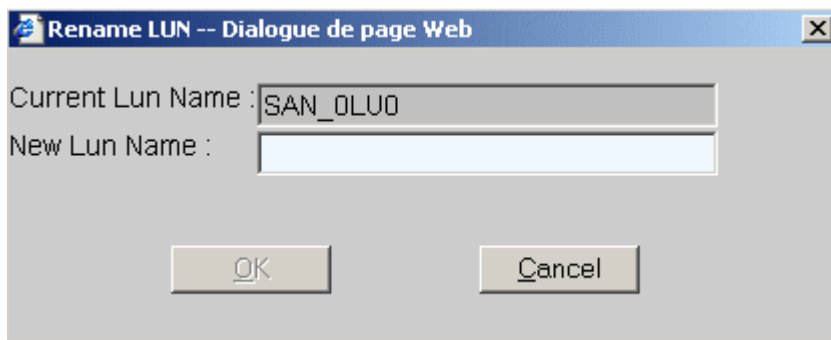 Rename LUN -- Dialogue de page Web
Current Lun Name : SAN_0LU0
New Lun Name :
OK Cancel